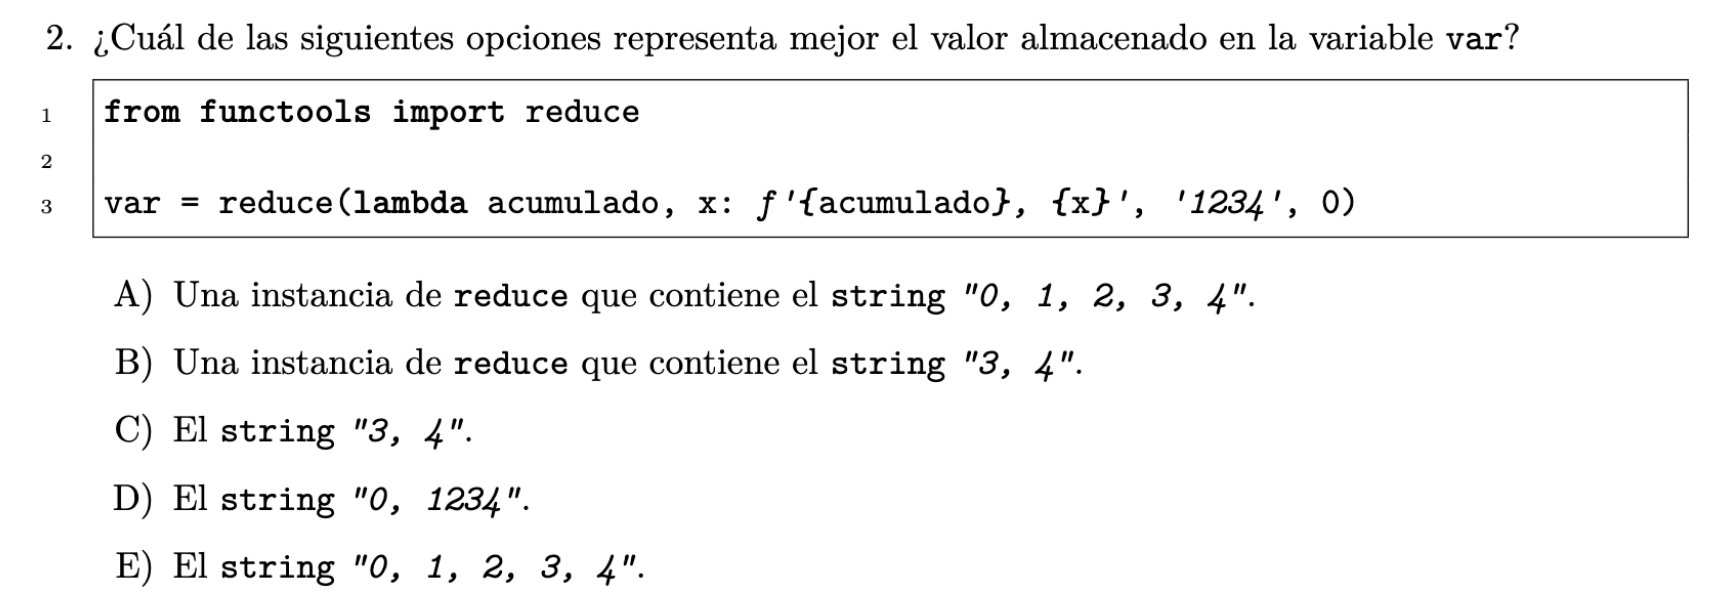 2. ¿Cuál de las siguientes opciones representa mejor el valor almacenado en la variable var?
1 from functools import reduce
2
3 var = reduce(lambda acumulado, x: f'{acumulado}, {x}', '1234', 0)
A) Una instancia de reduce que contiene el string "0, 1, 2, 3, 4".
B) Una instancia de reduce que contiene el string "3, 4".
C) El string "3, 4".
D) El string "0, 1234".
E) El string "0, 1, 2, 3, 4".